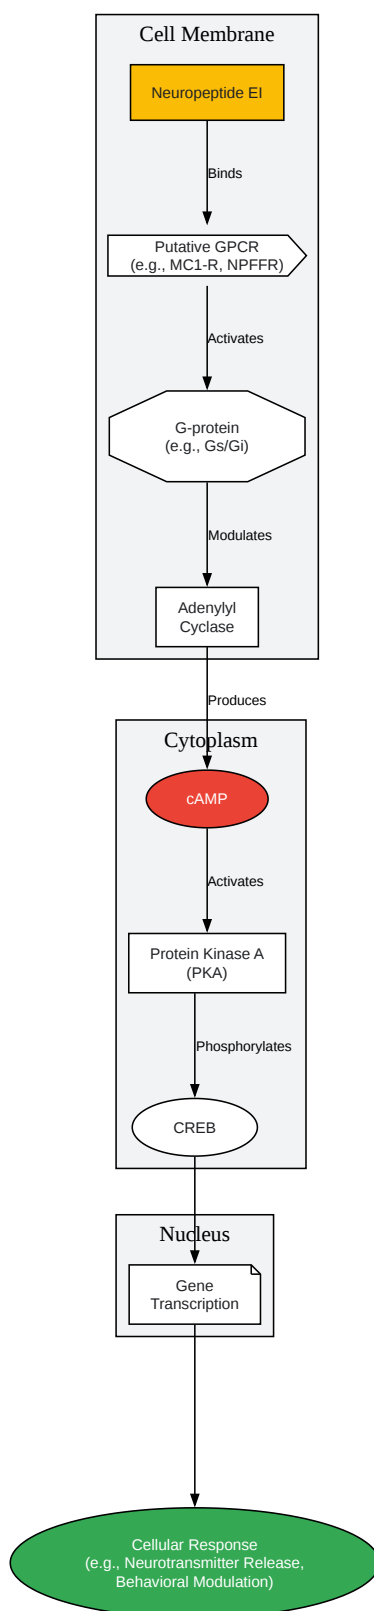 Cell Membrane
Neuropeptide EI
Binds
Putative GPCR
(e.g., MC1-R, NPFFR)
Activates
G-protein
(e.g., Gs/Gi)
Modulates
Adenylyl
Cyclase
Produces
Cytoplasm
cAMP
Activates
Protein Kinase A
(PKA)
Phosphorylates
CREB
Nucleus
Gene
Transcription
Cellular Response
(e.g., Neurotransmitter Release,
Behavioral Modulation)